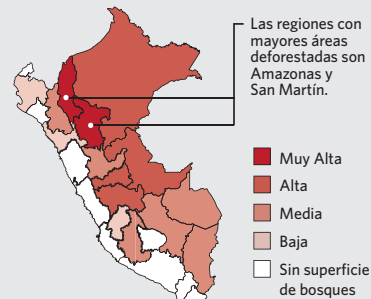 Las regiones con
mayores áreas
deforestadas son
Amazonas y
San Martín.
Muy Alta
Alta
Media
Baja
Sin superficie
de bosques